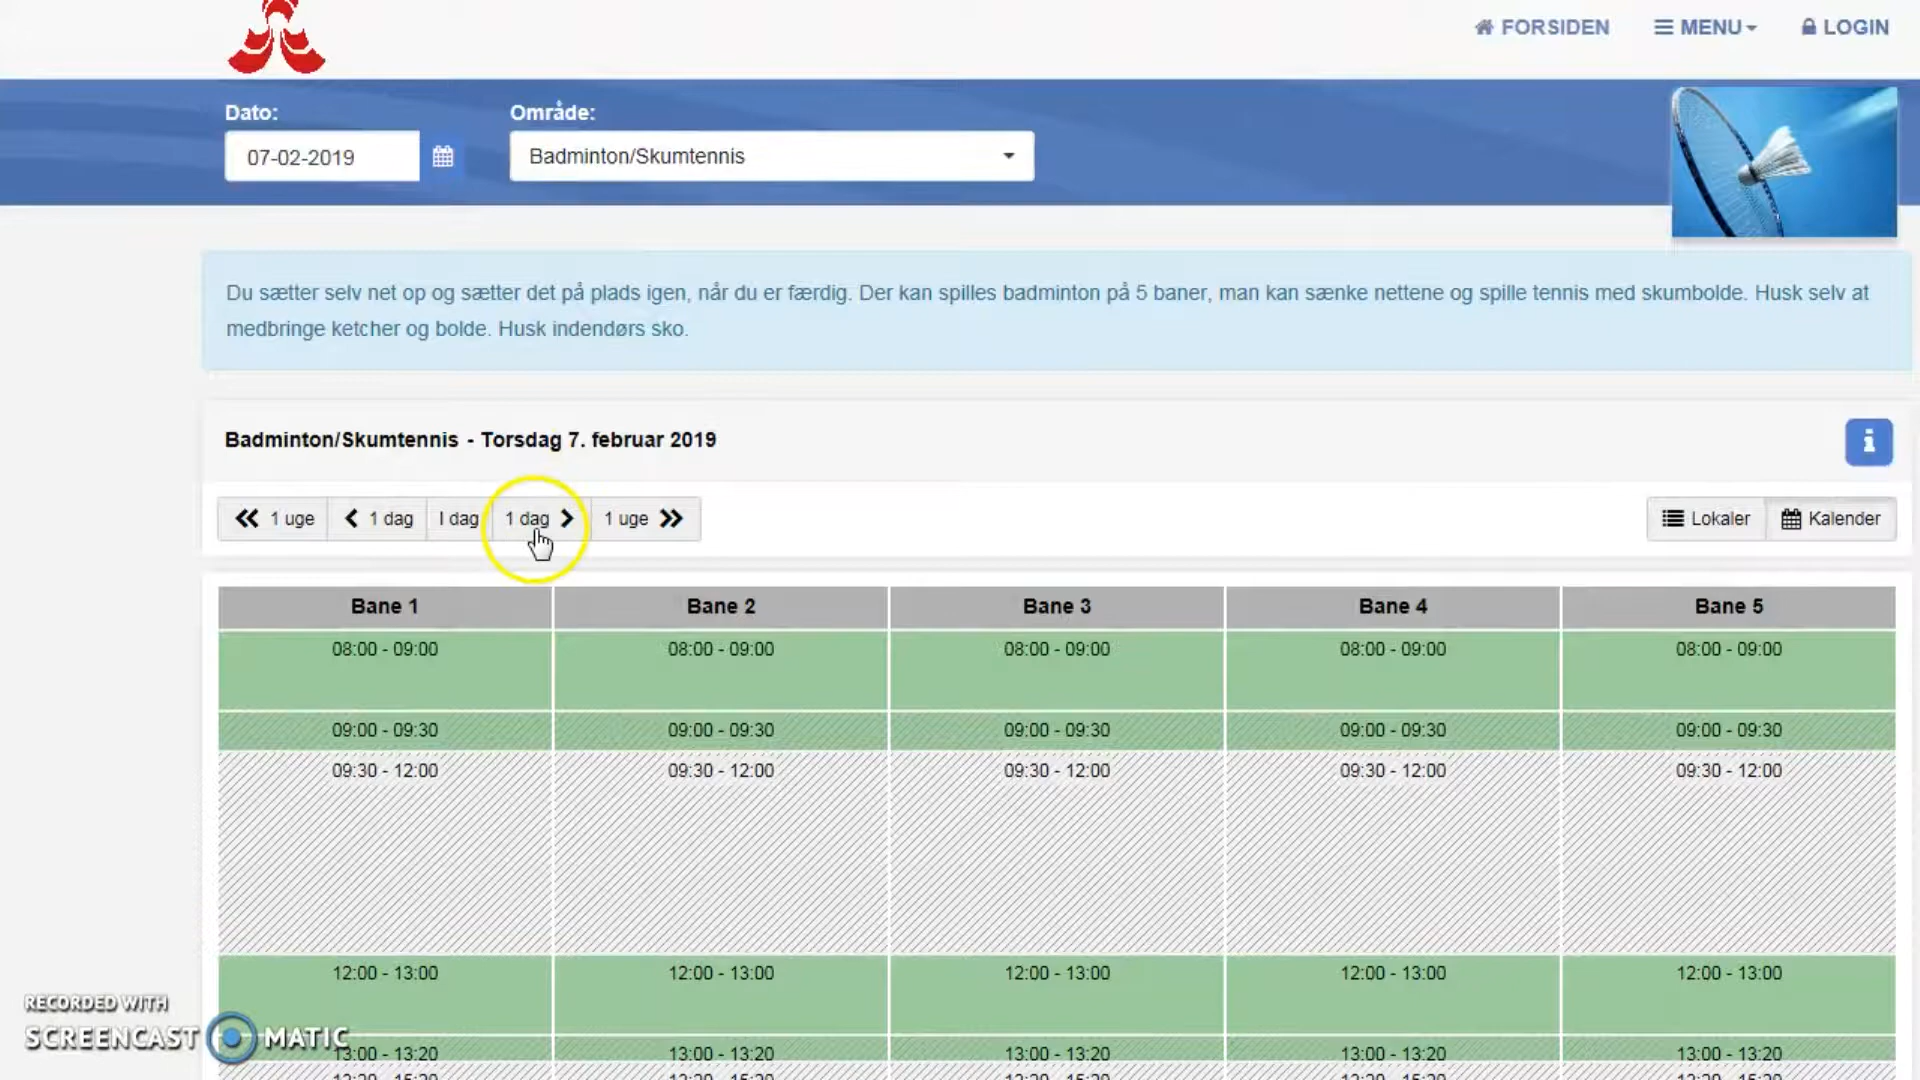 FORSIDEN MENU LOGIN
Dato: Område:
07-02-2019 Badminton/Skumtennis
Du sætter selv net op og sætter det på plads igen, når du er færdig. Der kan spilles badminton på 5 baner, man kan sænke nettene og spille tennis med skumbolde. Husk selv at
medbringe ketcher og bolde. Husk indendørs sko.
Badminton/Skumtennis - Torsdag 7. februar 2019
1 uge 1 dag I dag 1 dag 1 uge Lokaler Kalender
Bane 1 Bane 2 Bane 3 Bane 4 Bane 5
08:00 - 09:00 08:00 - 09:00 08:00 - 09:00 08:00 - 09:00 08:00 - 09:00
09:00 - 09:30 09:00 - 09:30 09:00 - 09:30 09:00 - 09:30 09:00 - 09:30
09:30 - 12:00 09:30 - 12:00 09:30 - 12:00 09:30 - 12:00 09:30 - 12:00
12:00 - 13:00 12:00 - 13:00 12:00 - 13:00 12:00 - 13:00 12:00 - 13:00
RECORDED WITH
SCREENCAST MATIC
13:00 - 13:20 13:00 - 13:20 13:00 - 13:20 13:00 - 13:20 13:00 - 13:20